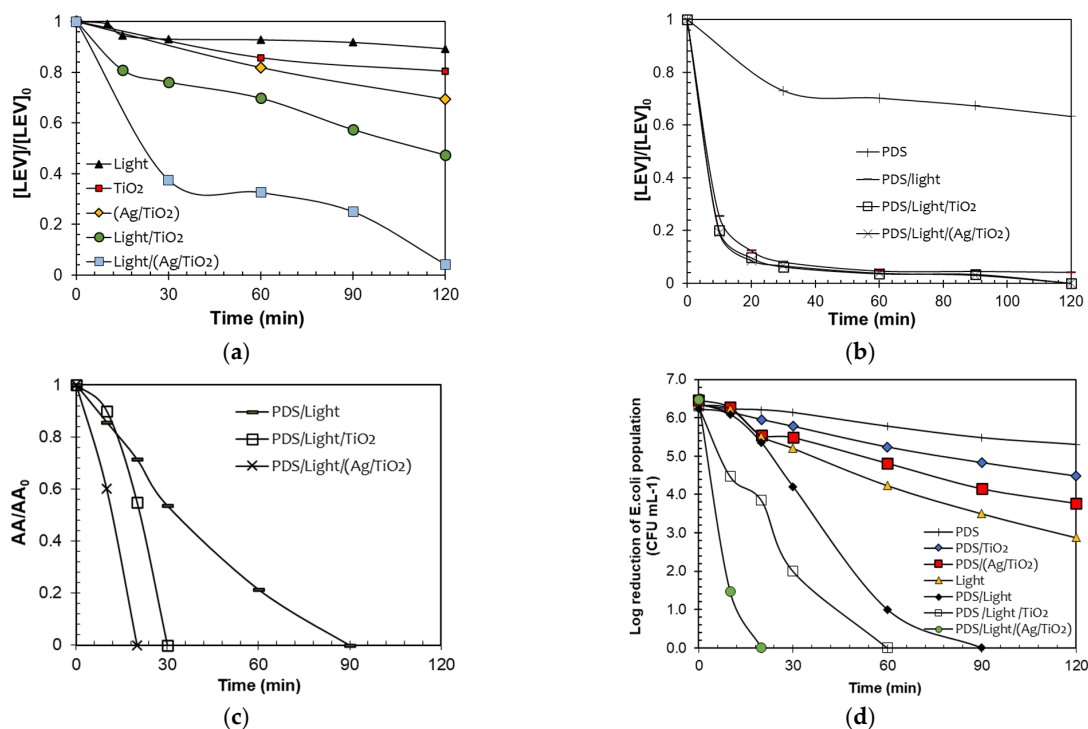 1
0.8
0.6
0.4
0.2
0
[LEV]/[LEV]₀
Light
TiO2
(Ag/TiO2)
Light/TiO2
Light/(Ag/TiO2)
0 30 60 90 120
Time (min)
(a)
1
0.8
0.6
0.4
0.2
0
[LEV]/[LEV]₀
PDS
PDS/light
PDS/Light/TiO2
PDS/Light/(Ag/TiO2)
0 20 40 60 80 100 120
Time (min)
(b)
1
0.8
0.6
0.4
0.2
0
AA/A₀
PDS/Light
PDS/Light/TiO2
PDS/Light/(Ag/TiO2)
0 30 60 90 120
Time (min)
(c)
7.0
6.0
5.0
4.0
3.0
2.0
1.0
0.0
Log reduction of E.coli population
(CFU mL-1)
PDS
PDS/TiO2
PDS/(Ag/TiO2)
Light
PDS/Light
PDS /Light /TiO2
PDS/Light/(Ag/TiO2)
0 30 60 90 120
Time (min)
(d)